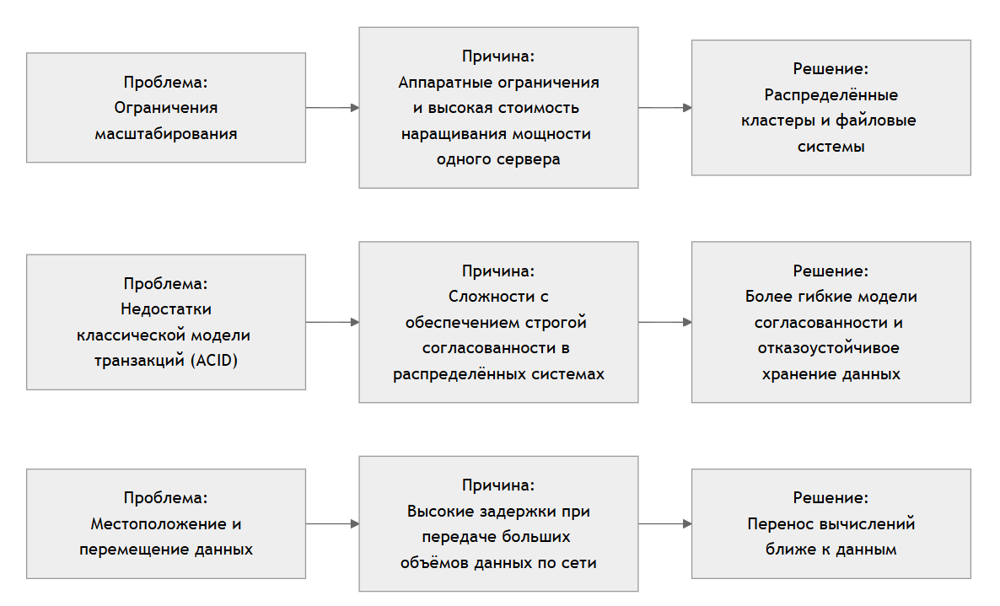 Проблема:
Ограничения
масштабирования
Причина:
Аппаратные ограничения
и высокая стоимость
наращивания мощности
одного сервера
Решение:
Распределённые
кластеры и файловые
системы
Проблема:
Недостатки
классической модели
транзакций (ACID)
Причина:
Сложности с
обеспечением строгой
согласованности в
распределённых системах
Решение:
Более гибкие модели
согласованности и
отказоустойчивое
хранение данных
Проблема:
Местоположение и
перемещение данных
Причина:
Высокие задержки при
передаче больших
объёмов данных по сети
Решение:
Перенос вычислений
ближе к данным